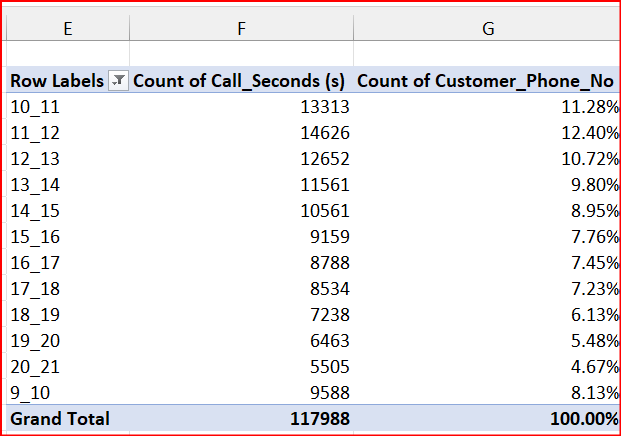 E F G
Row Labels Count of Call_Seconds (s) Count of Customer_Phone_No
10_11 13313 11.28%
11_12 14626 12.40%
12_13 12652 10.72%
13_14 11561 9.80%
14_15 10561 8.95%
15_16 9159 7.76%
16_17 8788 7.45%
17_18 8534 7.23%
18_19 7238 6.13%
19_20 6463 5.48%
20_21 5505 4.67%
9_10 9588 8.13%
Grand Total 117988 100.00%